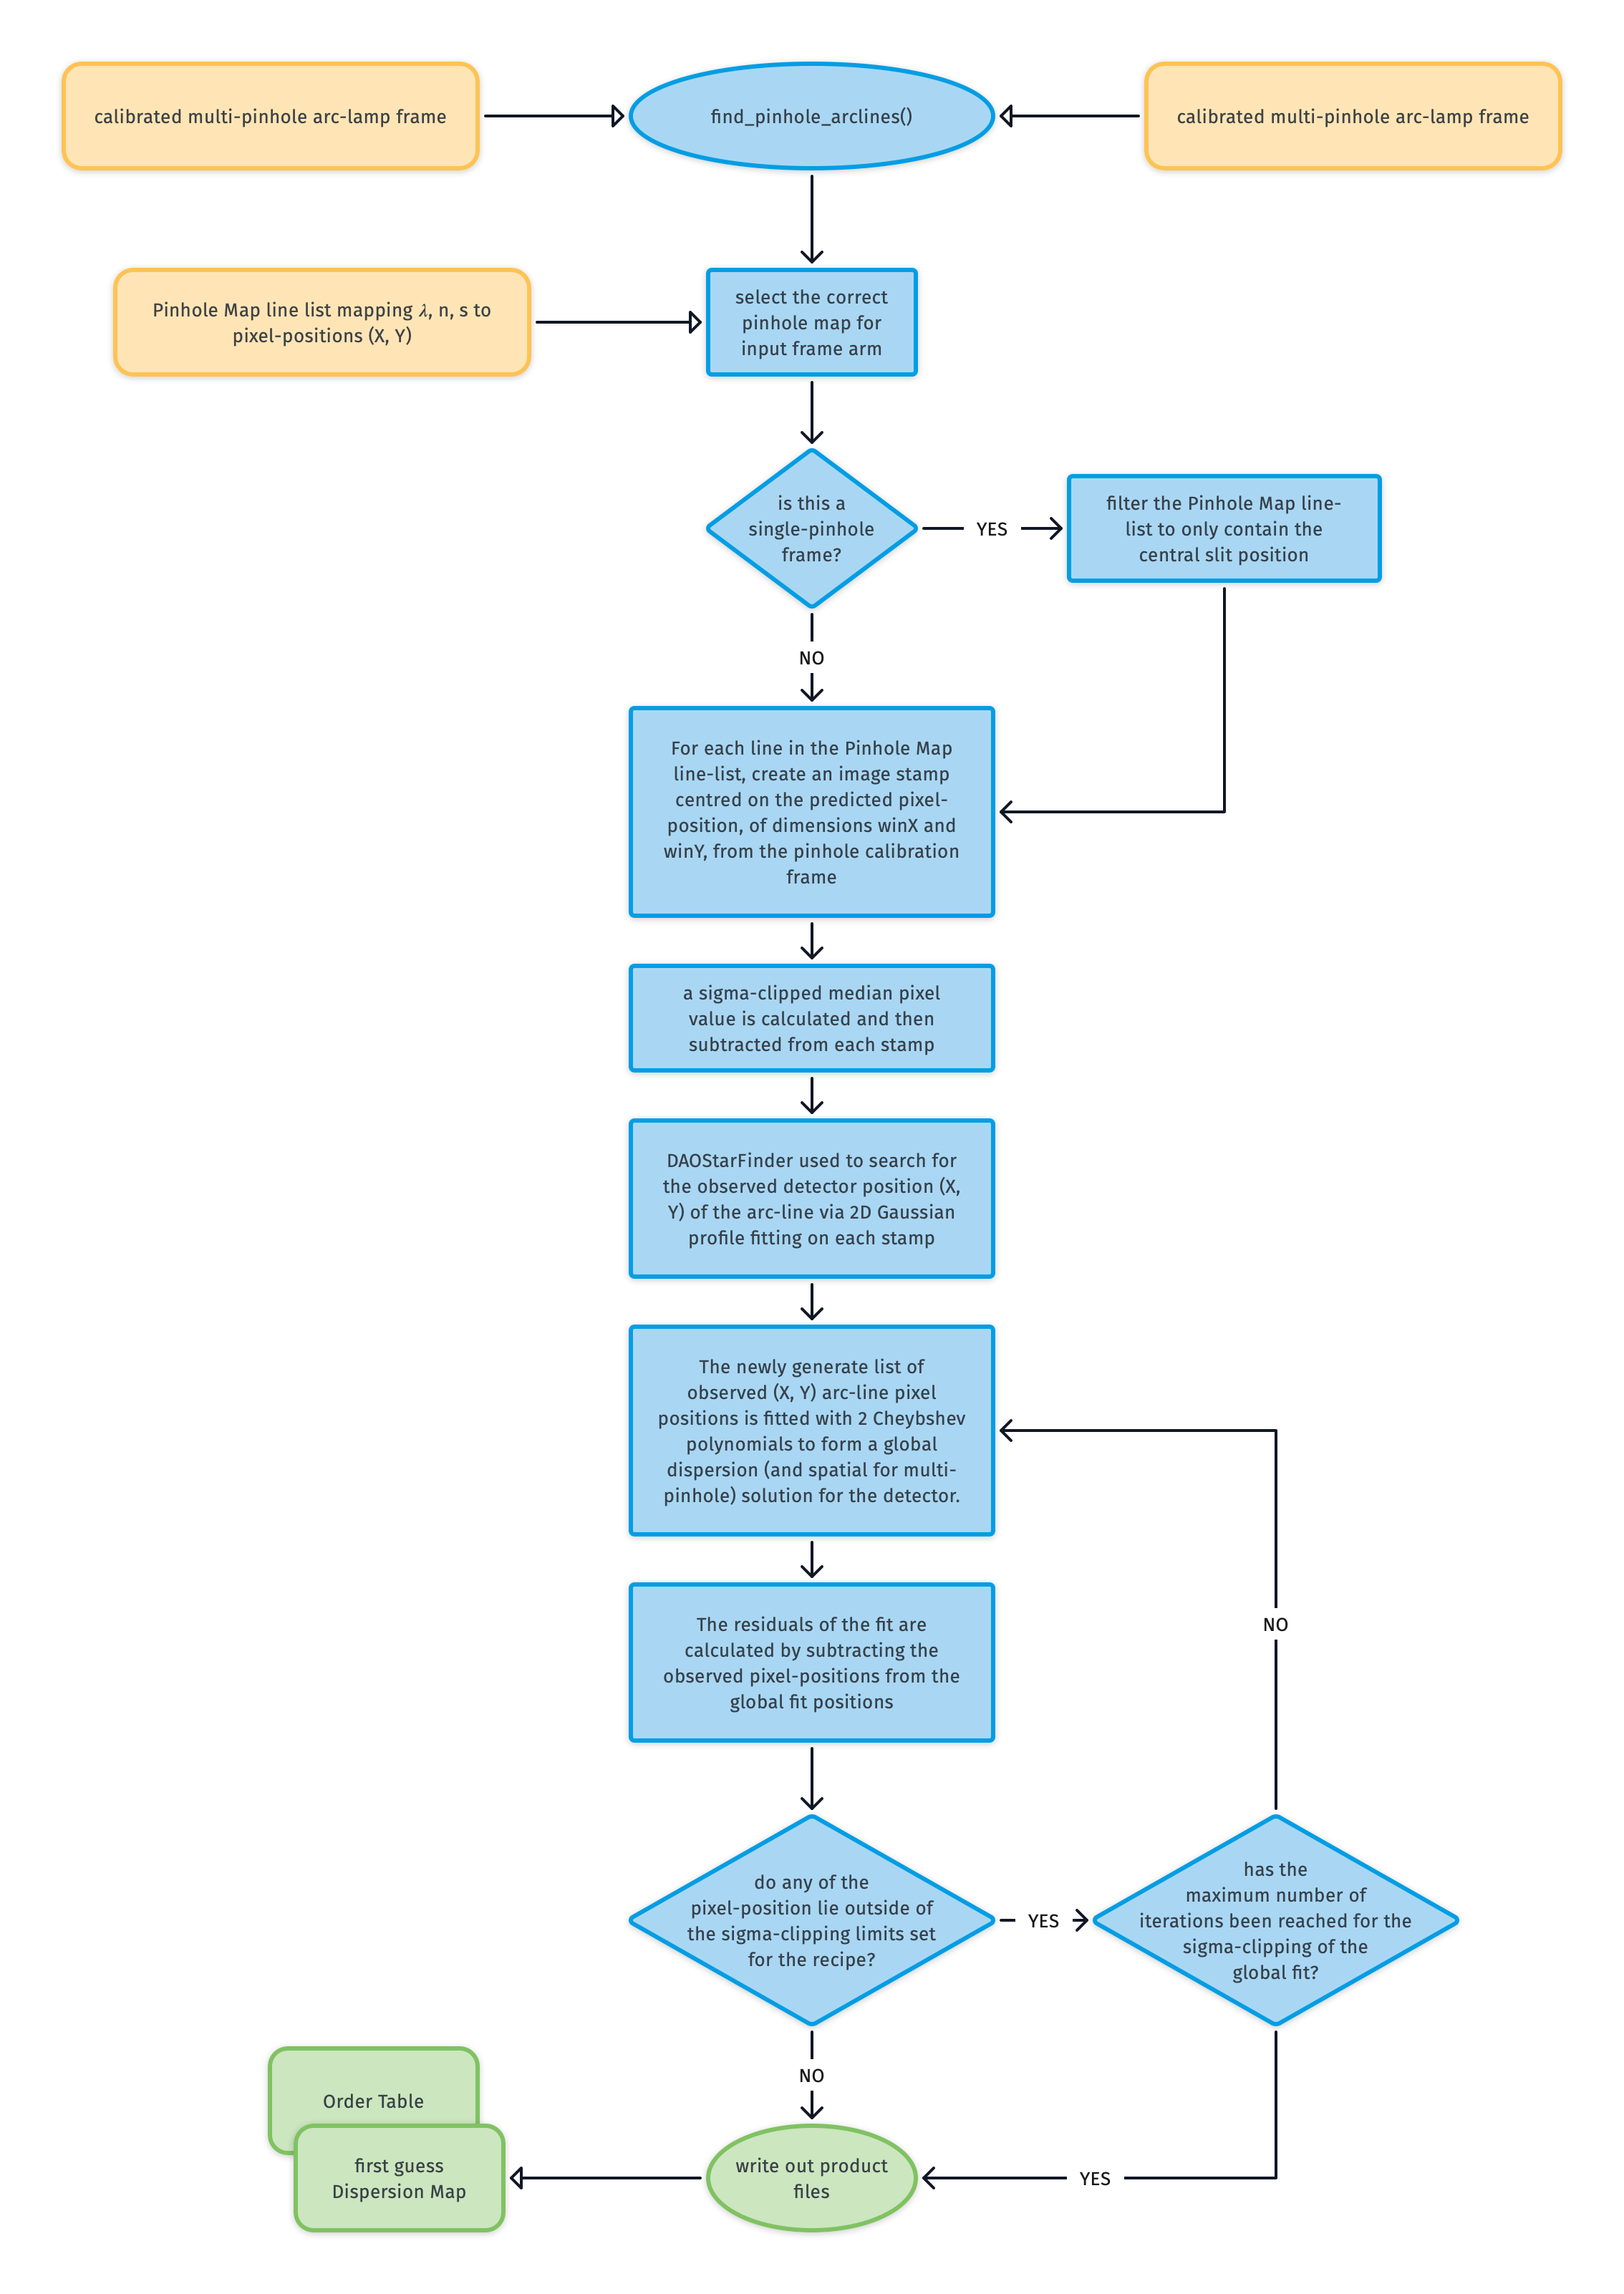 calibrated multi-pinhole arc-lamp frame
find_pinhole_arclines()
calibrated multi-pinhole arc-lamp frame
Pinhole Map line list mapping λ, n, s to
pixel-positions (X, Y)
select the correct
pinhole map for
input frame arm
is this a
single-pinhole
frame?
YES
filter the Pinhole Map line-
list to only contain the
central slit position
NO
For each line in the Pinhole Map
line-list, create an image stamp
centred on the predicted pixel-
position, of dimensions winX and
winY, from the pinhole calibration
frame
a sigma-clipped median pixel
value is calculated and then
subtracted from each stamp
DAOStarFinder used to search for
the observed detector position (X,
Y) of the arc-line via 2D Gaussian
profile fitting on each stamp
The newly generate list of
observed (X, Y) arc-line pixel
positions is fitted with 2 Cheybshev
polynomials to form a global
dispersion (and spatial for multi-
pinhole) solution for the detector.
The residuals of the fit are
calculated by subtracting the
observed pixel-positions from the
global fit positions
NO
do any of the
pixel-position lie outside of
the sigma-clipping limits set
for the recipe?
YES
has the
maximum number of
iterations been reached for the
sigma-clipping of the
global fit?
NO
Order Table
first guess
Dispersion Map
write out product
files
YES